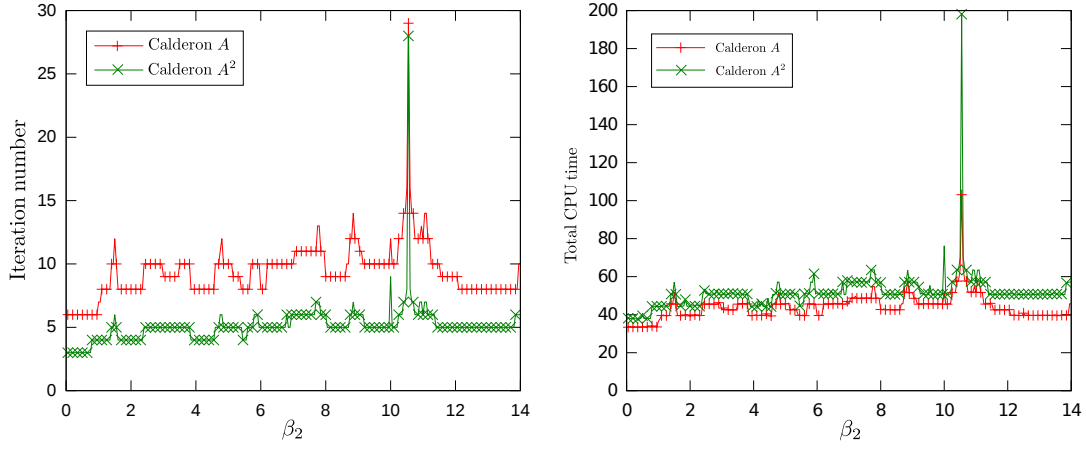 30
25
20
15
10
5
0
Iteration number
Calderon A
Calderon A²
0 2 4 6 8 10 12 14
β₂
200
180
160
140
120
100
80
60
40
20
0
Total CPU time
Calderon A
Calderon A²
0 2 4 6 8 10 12 14
β₂